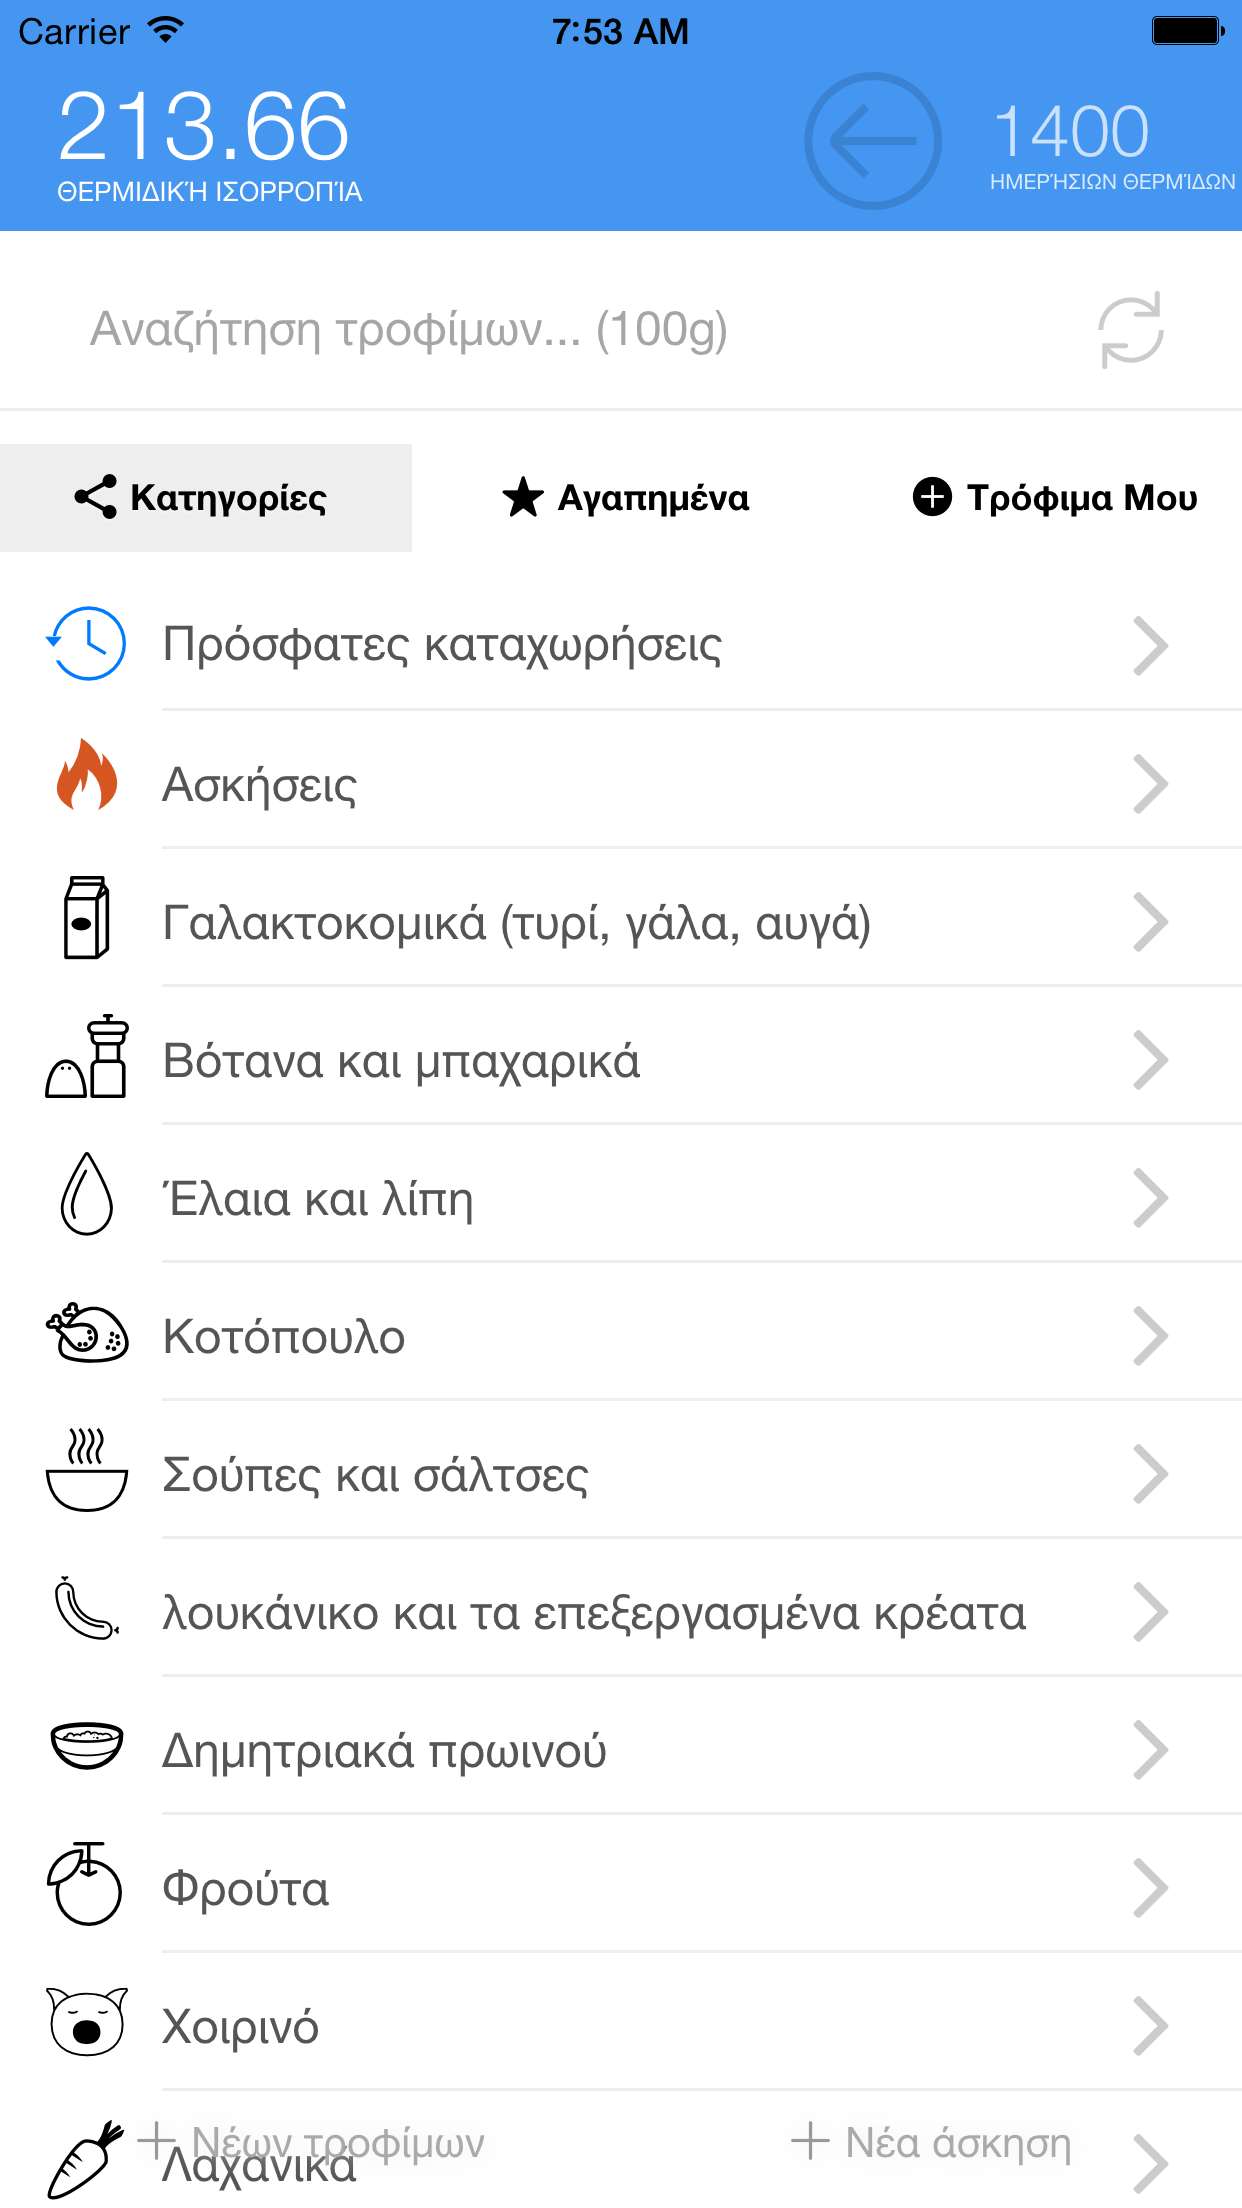 Carrier 7:53 AM
213.66
ΘΕΡΜΙΔΙΚΉ ΙΣΟΡΡΟΠΊΑ
1400
ΗΜΕΡΉΣΙΩΝ ΘΕΡΜΊΔΩΝ
Αναζήτηση τροφίμων... (100g)
Κατηγορίες
Αγαπημένα
Τρόφιμα Μου
Πρόσφατες καταχωρήσεις
Ασκήσεις
Γαλακτοκομικά (τυρί, γάλα, αυγά)
Βότανα και μπαχαρικά
Έλαια και λίπη
Κοτόπουλο
Σούπες και σάλτσες
λουκάνικο και τα επεξεργασμένα κρέατα
Δημητριακά πρωινού
Φρούτα
Χοιρινό
Νέων τροφίμων
Νέα άσκηση
Λαχανικά